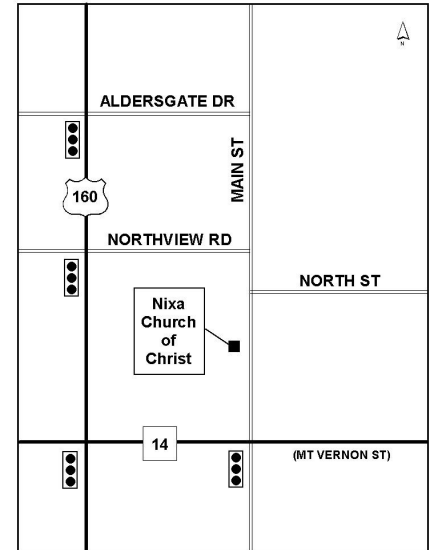 N
ALDERSGATE DR
MAIN ST
160
NORTHVIEW RD
NORTH ST
Nixa
Church
of
Christ
14
(MT VERNON ST)